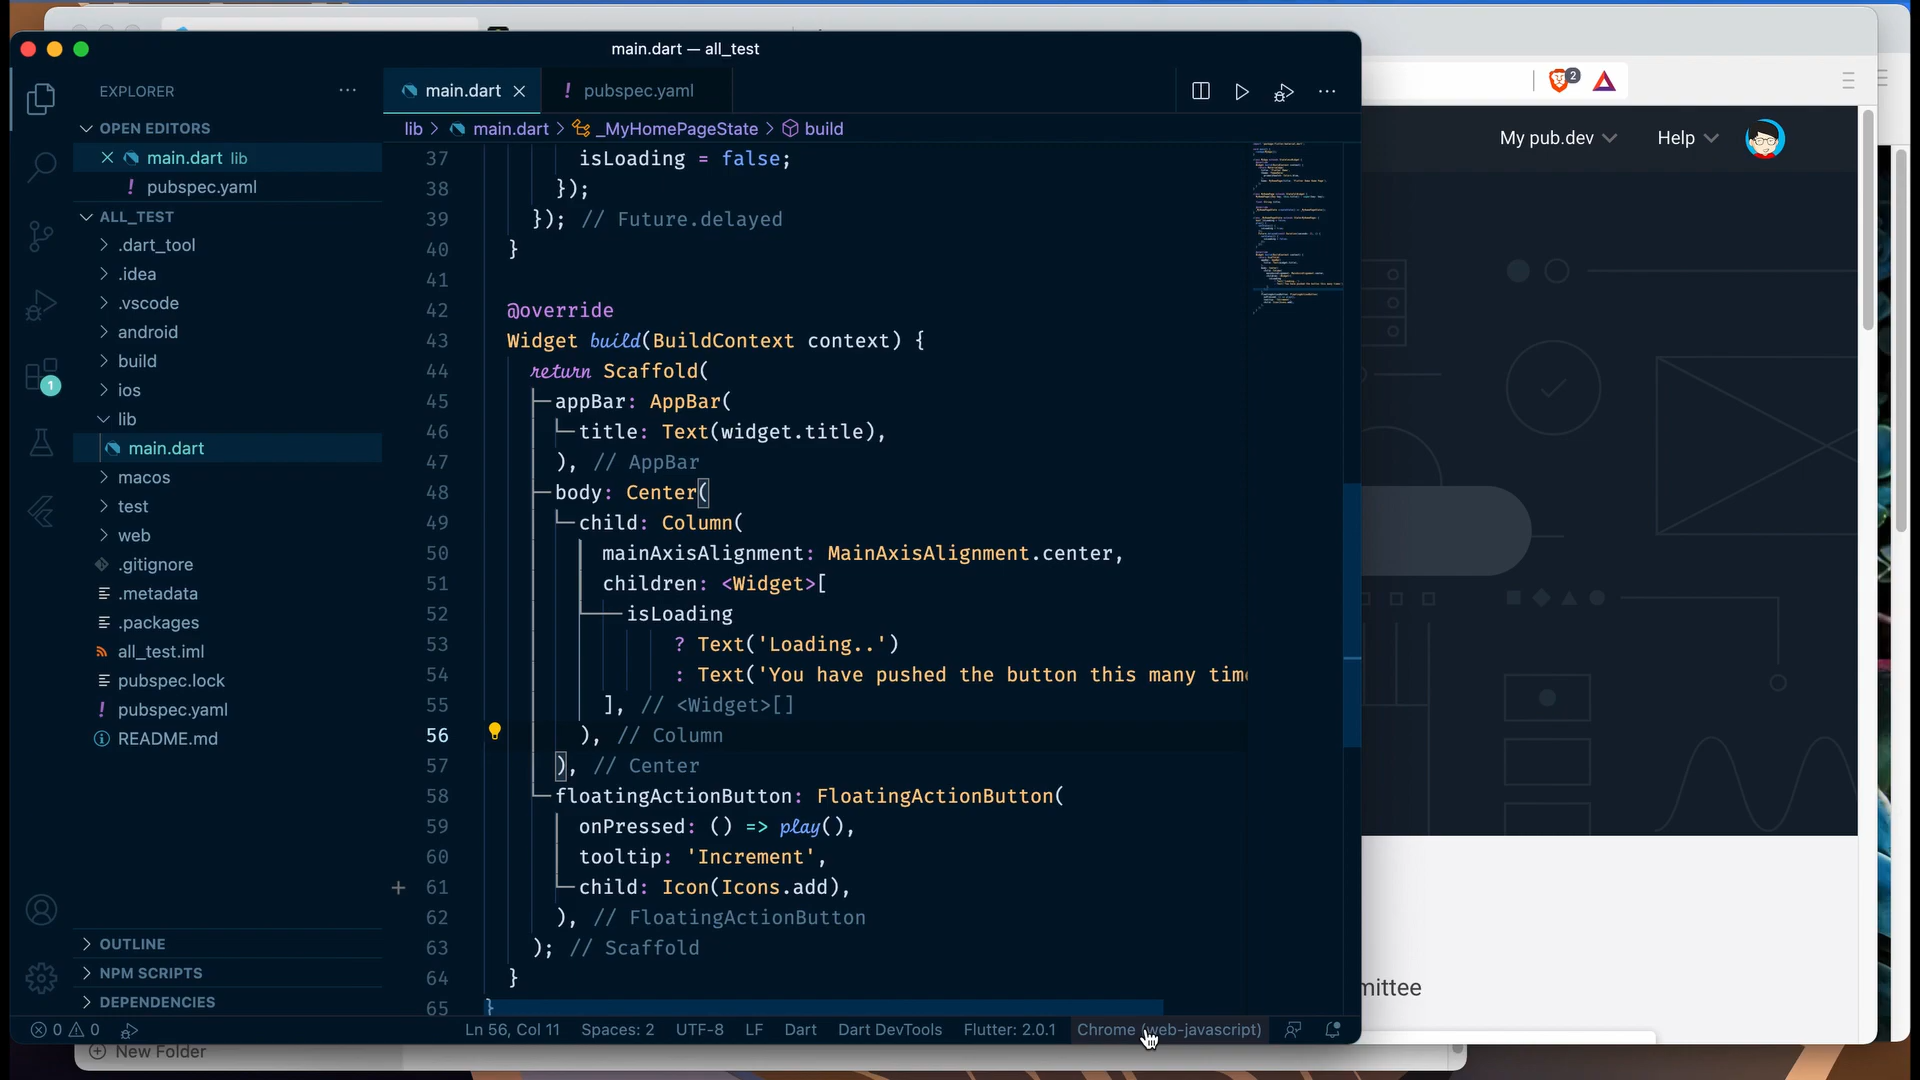 main.dart — all_test
EXPLORER
main.dart
pubspec.yaml
lib > main.dart > _MyHomePageState > build
2
My pub.dev
Help
OPEN EDITORS
main.dart lib
pubspec.yaml
ALL_TEST
.dart_tool
.idea
.vscode
android
build
ios
lib
main.dart
macos
test
web
.gitignore
.metadata
.packages
all_test.iml
pubspec.lock
pubspec.yaml
README.md
1
OUTLINE
NPM SCRIPTS
DEPENDENCIES
37 isLoading = false;
38 });
39 }); // Future.delayed
40 }
41
42 @override
43 Widget build(BuildContext context) {
44 return Scaffold(
45 appBar: AppBar(
46 title: Text(widget.title),
47 ), // AppBar
48 body: Center(
49 child: Column(
50 mainAxisAlignment: MainAxisAlignment.center,
51 children: <Widget>[
52 isLoading
53 ? Text('Loading..')
54 : Text('You have pushed the button this many tim
55 ], // <Widget>[]
56 ), // Column
57 ), // Center
58 floatingActionButton: FloatingActionButton(
59 onPressed: () => play(),
60 tooltip: 'Increment',
61 child: Icon(Icons.add),
62 ), // FloatingActionButton
63 ); // Scaffold
64 }
65 }
mittee
0 0
Ln 56, Col 11
Spaces: 2
UTF-8
LF
Dart
Dart DevTools
Flutter: 2.0.1
Chrome (web-javascript)
New Folder